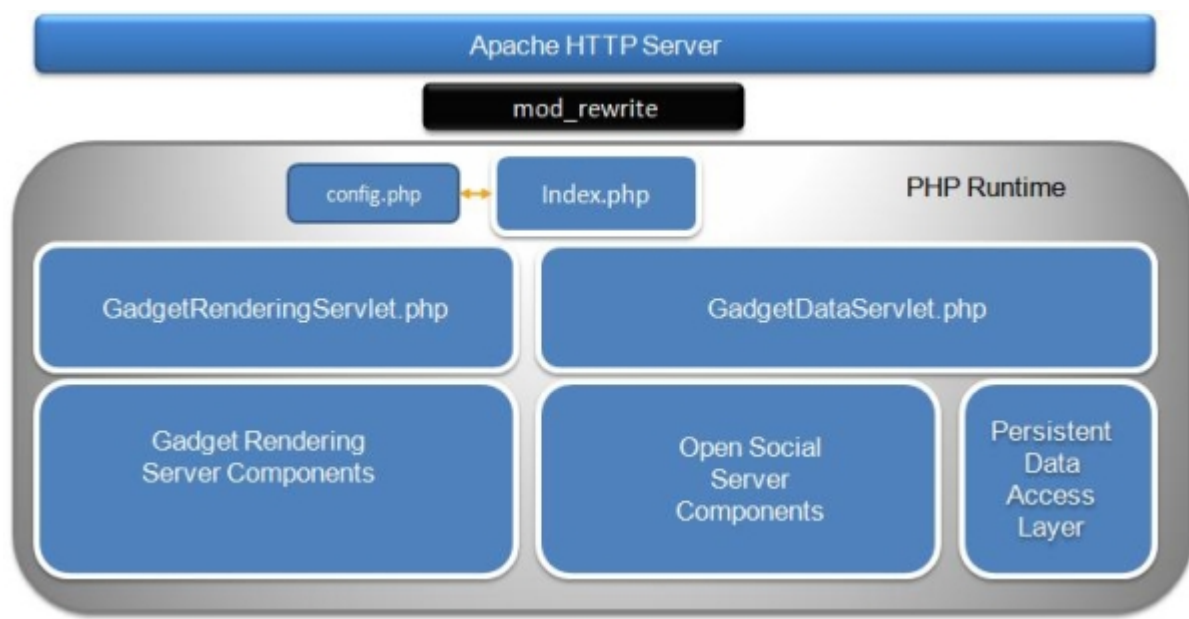 Apache HTTP Server
mod_rewrite
config.php
Index.php
PHP Runtime
GadgetRenderingServlet.php
GadgetDataServlet.php
Gadget Rendering
Server Components
Open Social
Server
Components
Persistent
Data
Access
Layer